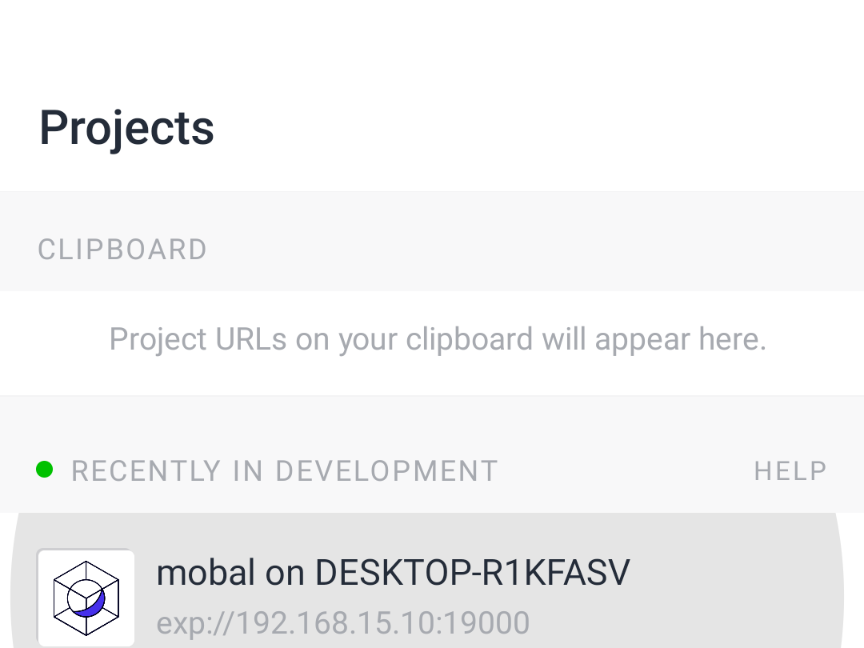 Projects
CLIPBOARD
Project URLs on your clipboard will appear here.
RECENTLY IN DEVELOPMENT HELP
mobal on DESKTOP-R1KFASV
exp://192.168.15.10:19000